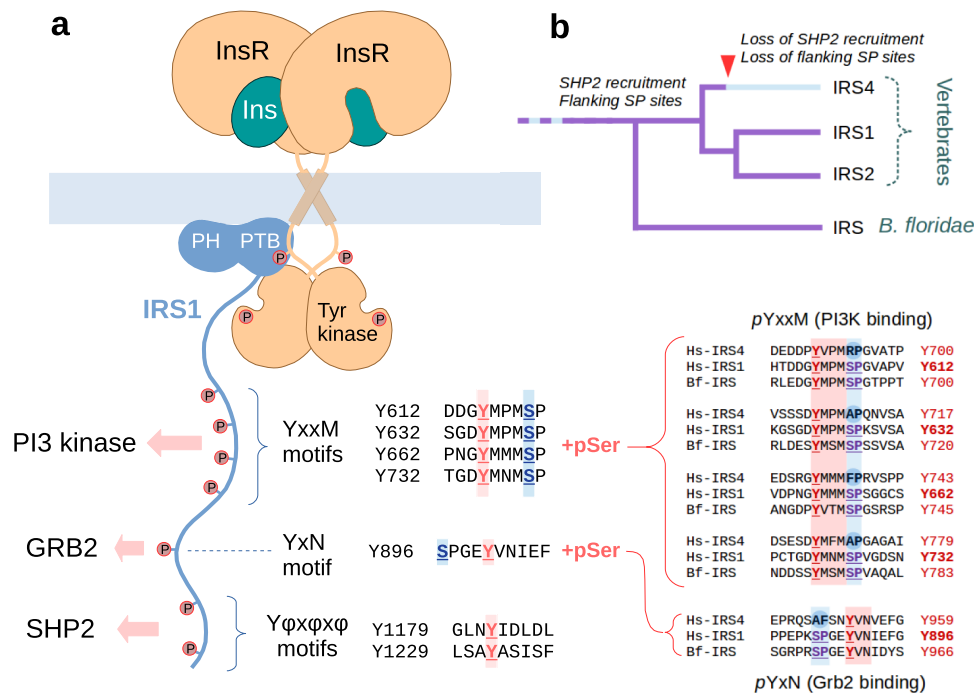 a
InsR
InsR
Ins
PH
PTB
P
P
IRS1
Tyr
kinase
P
P
P
P
P
P
PI3 kinase
YxxM
motifs
Y612 DDGYMPMSP
Y632 SGDYMPMSP
Y662 PNGYMMMSP
Y732 TGDYMNMSP
+pSer
GRB2
P
YxN
motif
Y896 SPGEYVNIEF
+pSer
SHP2
P
P
Yφxφxφ
motifs
Y1179 GLNYIDLDL
Y1229 LSAYASISF
b
Loss of SHP2 recruitment
Loss of flanking SP sites
SHP2 recruitment
Flanking SP sites
IRS4
IRS1
IRS2
Vertebrates
IRS B. floridae
pYxxM (PI3K binding)
Hs-IRS4 DEDDPYVPMRPGVATP Y700
Hs-IRS1 HTDDGYMPMSPGVAPV Y612
Bf-IRS RLEDGYMPMSPGTPPT Y700
Hs-IRS4 VSSSDYMPMAPQNVSA Y717
Hs-IRS1 KGSGDYMPMSPKSVSA Y632
Bf-IRS RLDESYMSMSPSSVSA Y720
Hs-IRS4 EDSRGYMMMFPRVSPP Y743
Hs-IRS1 VDPNGYMMMSPSGGCS Y662
Bf-IRS ANGDPYVTMSPGSRSP Y745
Hs-IRS4 DSESDYMFMAPGAGAI Y779
Hs-IRS1 PCTGDYMNMSPVGDSN Y732
Bf-IRS NDDSSYMSMSPVAQAL Y783
Hs-IRS4 EPRQSAFSNYVNVEFG Y959
Hs-IRS1 PPEPKSPGEYVNIEFG Y896
Bf-IRS SGRPRSPGEYVNIDYS Y966
pYxN (Grb2 binding)